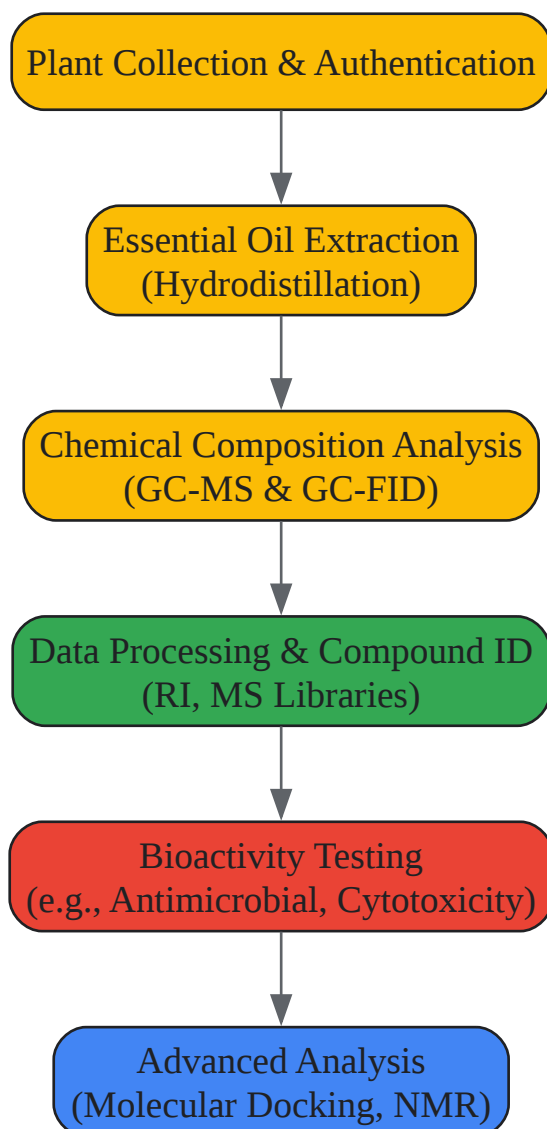 Plant Collection & Authentication
Essential Oil Extraction
(Hydrodistillation)
Chemical Composition Analysis
(GC-MS & GC-FID)
Data Processing & Compound ID
(RI, MS Libraries)
Bioactivity Testing
(e.g., Antimicrobial, Cytotoxicity)
Advanced Analysis
(Molecular Docking, NMR)